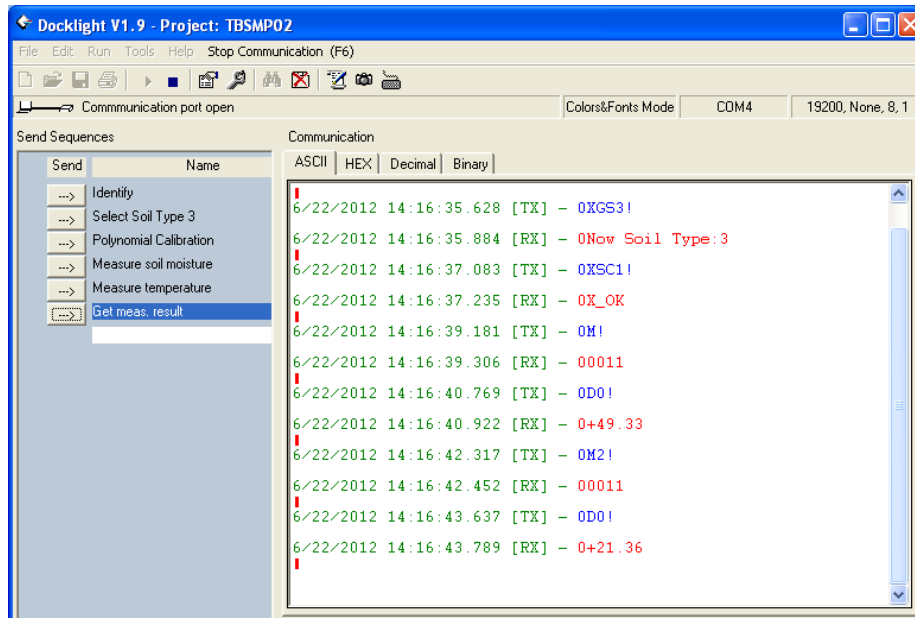 Docklight V1.9 - Project: TBSMP02
File Edit Run Tools Help Stop Communication (F6)
Commmunication port open Colors&Fonts Mode COM4 19200, None, 8, 1
Send Sequences
Send Name
---> Identify
---> Select Soil Type 3
---> Polynomial Calibration
---> Measure soil moisture
---> Measure temperature
---> Get meas. result
Communication
ASCII HEX Decimal Binary
6/22/2012 14:16:35.628 [TX] - 0XGS3!
6/22/2012 14:16:35.884 [RX] - 0Now Soil Type:3
6/22/2012 14:16:37.083 [TX] - 0XSC1!
6/22/2012 14:16:37.235 [RX] - 0X_OK
6/22/2012 14:16:39.181 [TX] - 0M!
6/22/2012 14:16:39.306 [RX] - 00011
6/22/2012 14:16:40.769 [TX] - 0D0!
6/22/2012 14:16:40.922 [RX] - 0+49.33
6/22/2012 14:16:42.317 [TX] - 0M2!
6/22/2012 14:16:42.452 [RX] - 00011
6/22/2012 14:16:43.637 [TX] - 0D0!
6/22/2012 14:16:43.789 [RX] - 0+21.36